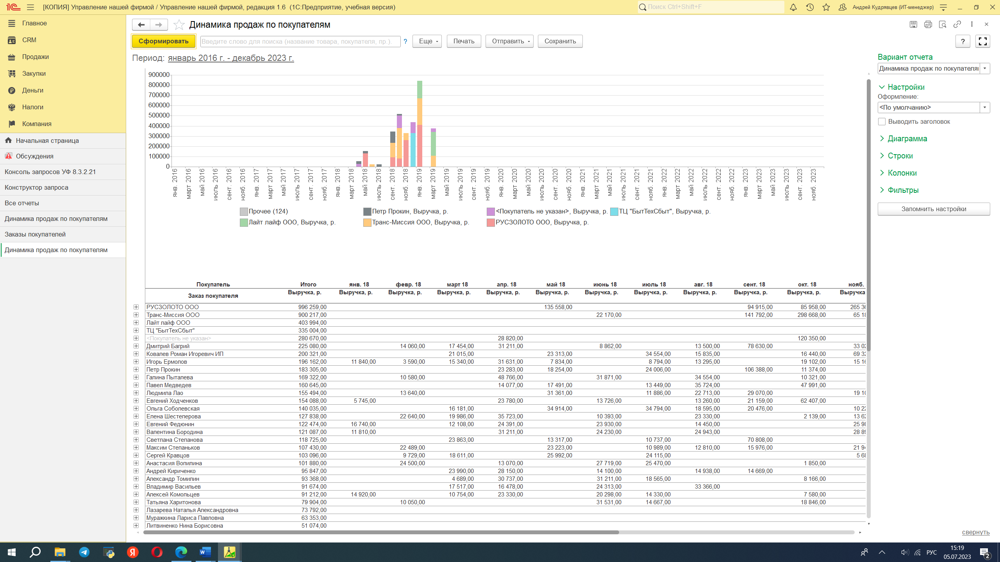 [КОПИЯ] Управление нашей фирмой / Управление нашей фирмой, редакция 1.6 (1С:Предприятие, учебная версия)
Поиск Ctrl+Shift+F
Андрей Кудрявцев (ИТ-менеджер)
Главное
CRM
Продажи
Закупки
Деньги
Налоги
Компания
Начальная страница
Обсуждения
Консоль запросов УФ 8.3.2.21
Конструктор запроса
Все отчеты
Динамика продаж по покупателям
Заказы покупателей
Динамика продаж по покупателям
Динамика продаж по покупателям
Сформировать
Введите слово для поиска (название товара, покупателя, пр.).
?
Еще
Печать
Отправить
Сохранить
?
Период: январь 2016 г. - декабрь 2023 г.
900000
800000
700000
600000
500000
400000
300000
200000
100000
0
янв. 2016 март 2016 май 2016 июль 2016 сент. 2016 нояб. 2016 янв. 2017 март 2017 май 2017 июль 2017 сент. 2017 нояб. 2017 янв. 2018 март 2018 май 2018 июль 2018 сент. 2018 нояб. 2018 янв. 2019 март 2019 май 2019 июль 2019 сент. 2019 нояб. 2019 янв. 2020 март 2020 май 2020 июль 2020 сент. 2020 нояб. 2020 янв. 2021 март 2021 май 2021 июль 2021 сент. 2021 нояб. 2021 янв. 2022 март 2022 май 2022 июль 2022 сент. 2022 нояб. 2022 янв. 2023 март 2023 май 2023 июль 2023 сент. 2023 нояб. 2023
Прочее (124) Петр Прокин, Выручка, р. <Покупатель не указан>, Выручка, р. ТЦ "БытТехСбыт", Выручка, р.
Лайт лайф ООО, Выручка, р. Транс-Миссия ООО, Выручка, р. РУСЗОЛОТО ООО, Выручка, р.
Покупатель Итого янв. 18 февр. 18 март 18 апр. 18 май 18 июнь 18 июль 18 авг. 18 сент. 18 окт. 18 нояб.
Заказ покупателя Выручка, р. Выручка, р. Выручка, р. Выручка, р. Выручка, р. Выручка, р. Выручка, р. Выручка, р. Выручка, р. Выручка, р. Выручка, р. Выручка
РУСЗОЛОТО ООО 996 259,00 135 558,00 94 915,00 85 958,00 265 36
Транс-Миссия ООО 900 217,00 22 170,00 141 792,00 298 668,00 65 18
Лайт лайф ООО 403 994,00
ТЦ "БытТехСбыт" 335 004,00
<Покупатель не указан> 280 670,00 28 820,00 120 350,00
Дмитрий Багрий 225 080,00 14 060,00 17 454,00 31 211,00 8 862,00 13 500,00 78 630,00 33 02
Ковалев Роман Игоревич ИП 200 321,00 21 015,00 23 313,00 34 554,00 15 835,00 16 440,00 69 32
Игорь Ермолов 196 162,00 11 840,00 3 590,00 15 340,00 31 631,00 7 834,00 8 794,00 13 295,00 19 102,00 15 16
Петр Прокин 183 305,00 23 283,00 18 254,00 24 006,00 106 388,00 11 374,00
Галина Пыталева 169 322,00 10 580,00 48 766,00 31 871,00 34 554,00 10 321,00
Павел Медведев 160 645,00 14 077,00 17 491,00 13 449,00 35 724,00 47 991,00
Людмила Лао 155 494,00 13 640,00 31 361,00 11 886,00 22 713,00 29 070,00 19 10
Евгений Ходченков 154 088,00 5 745,00 23 780,00 13 726,00 13 260,00 21 159,00 62 407,00
Ольга Соболевская 140 035,00 16 181,00 34 914,00 34 794,00 18 595,00 20 476,00 10 22
Елена Шестеперова 127 838,00 22 640,00 19 986,00 35 723,00 10 393,00 23 330,00 2 139,00 13 62
Евгений Федюнин 122 474,00 16 740,00 12 108,00 24 391,00 23 930,00 14 450,00 25 98
Валентина Бородина 121 087,00 11 810,00 31 211,00 24 230,00 24 943,00 28 89
Светлана Степанова 118 725,00 23 863,00 13 317,00 10 737,00 70 808,00
Максим Степаньков 107 430,00 22 489,00 23 223,00 10 989,00 12 810,00 15 976,00 21 94
Сергей Кравцов 103 096,00 9 729,00 18 611,00 25 992,00 24 115,00 5 68
Анастасия Вопилина 101 880,00 24 500,00 13 070,00 27 719,00 25 470,00 1 850,00
Андрей Кириченко 95 847,00 23 990,00 28 150,00 14 100,00 14 938,00 14 669,00
Александр Томилин 93 368,00 4 689,00 30 737,00 31 211,00 18 565,00 8 166,00
Владимир Васильев 91 674,00 17 517,00 16 478,00 24 313,00 33 366,00
Алексей Комольцев 91 212,00 14 920,00 10 754,00 23 330,00 20 298,00 14 330,00 7 580,00
Татьяна Харитонова 79 904,00 10 050,00 31 531,00 14 667,00 18 846,00
Лазарева Наталья Александровна 73 792,00
Муражкина Лариса Павловна 63 353,00
Литвиненко Нина Борисовна 51 074,00
Вариант отчета
Динамика продаж по покупателя
Настройки
Оформление:
<По умолчанию>
Выводить заголовок
Диаграмма
Строки
Колонки
Фильтры
Запомнить настройки
свернуть
РУС
15:19
05.07.2023
2